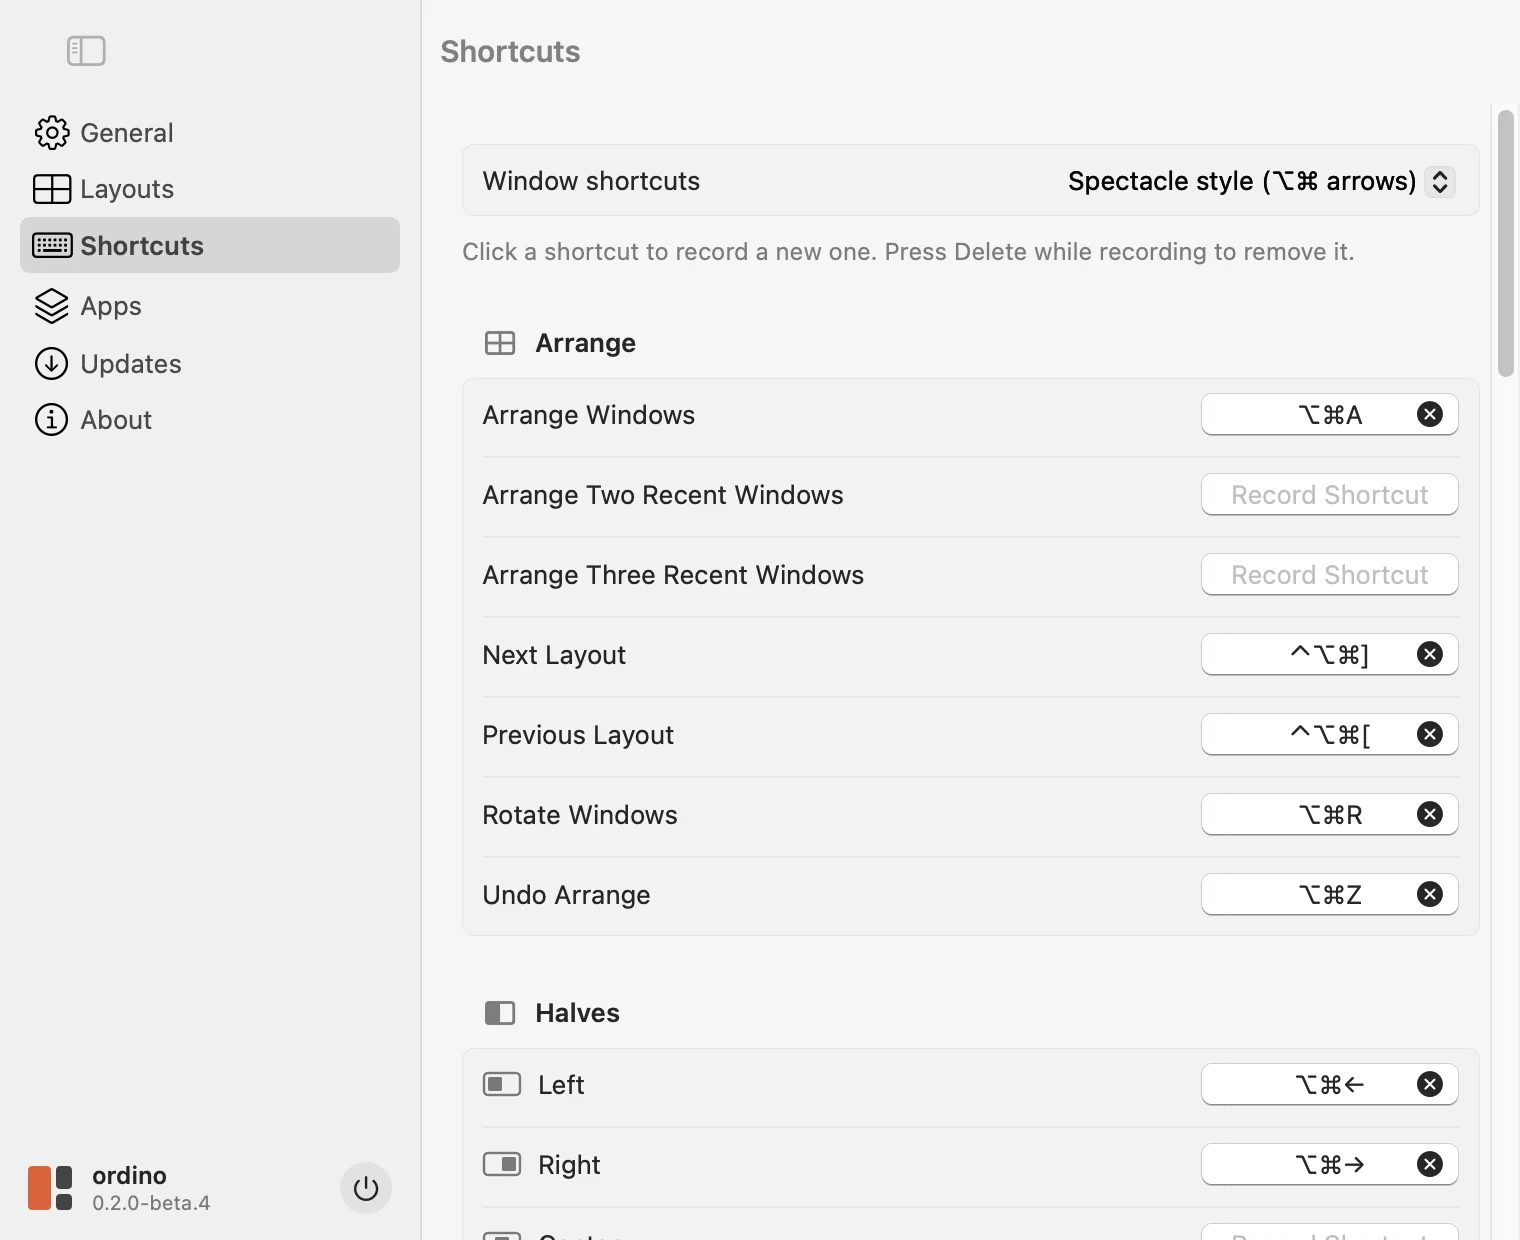 Shortcuts
General
Layouts
Shortcuts
Apps
Updates
About
Window shortcuts
Spectacle style (⌥⌘ arrows)
Click a shortcut to record a new one. Press Delete while recording to remove it.
Arrange
Arrange Windows ⌥⌘A
Arrange Two Recent Windows Record Shortcut
Arrange Three Recent Windows Record Shortcut
Next Layout ^⌥⌘]
Previous Layout ^⌥⌘[
Rotate Windows ⌥⌘R
Undo Arrange ⌥⌘Z
Halves
Left ⌥⌘←
Right ⌥⌘→
ordino
0.2.0-beta.4